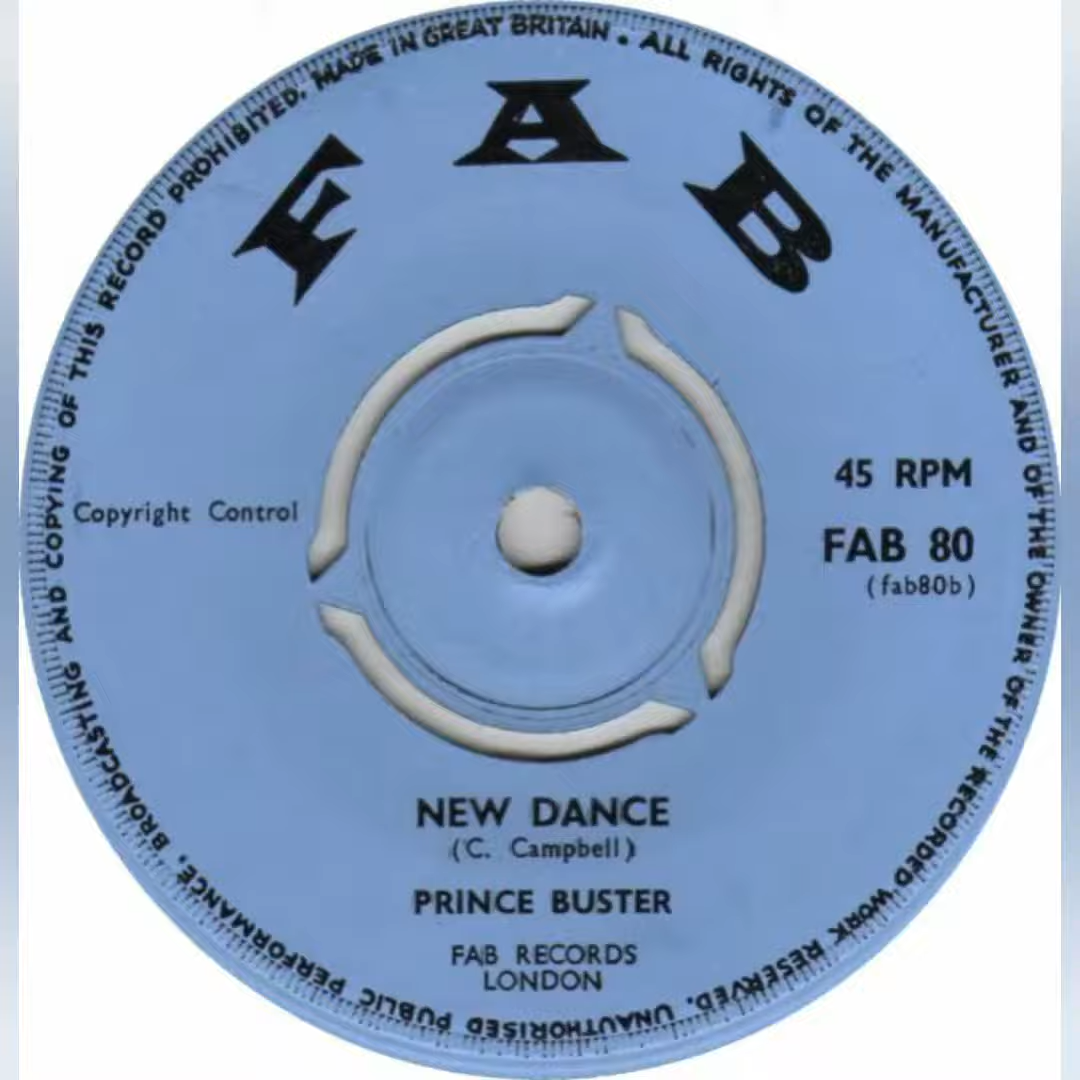 MADE IN GREAT BRITAIN . ALL RIGHTS OF THE MANUFACTURER AND OF THE OWNER OF THE RECORDED WORK RESERVED. UNAUTHORISED PUBLIC PERFORMANCE, BROADCASTING AND COPYING OF THIS RECORD PROHIBITED.
FAB
45 RPM
Copyright Control
FAB 80
(fab80b)
NEW DANCE
(C. Campbell)
PRINCE BUSTER
FAB RECORDS
LONDON